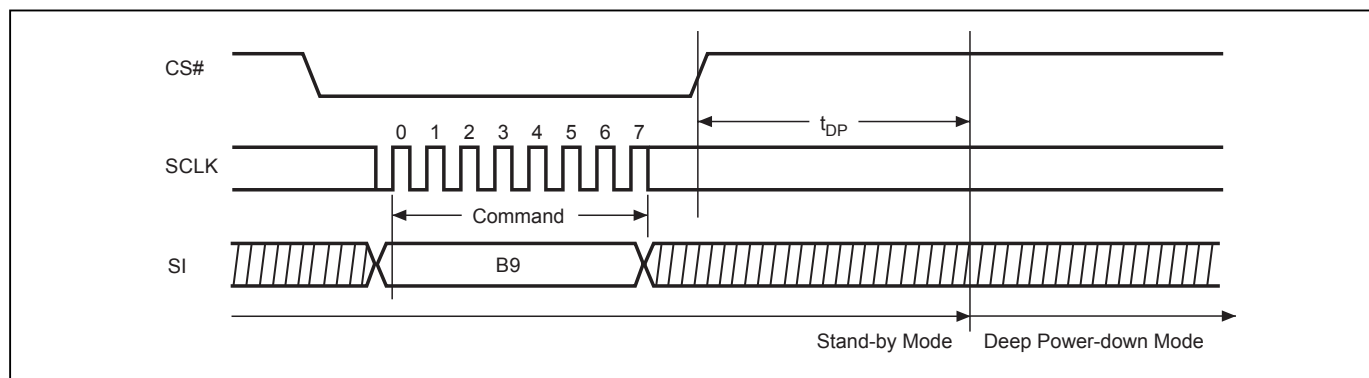 CS#
tDP
0 1 2 3 4 5 6 7
SCLK
Command
SI
B9
Stand-by Mode
Deep Power-down Mode